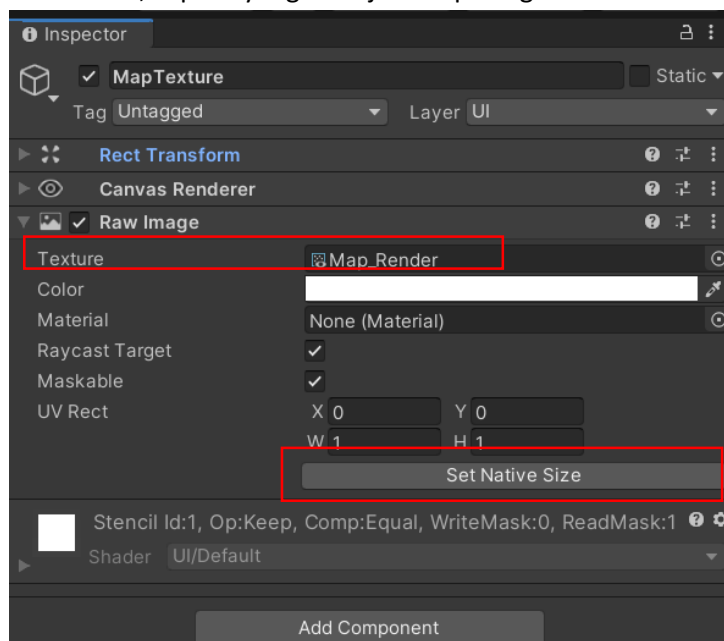 Inspector
MapTexture Static
Tag Untagged Layer UI
Rect Transform
Canvas Renderer
Raw Image
Texture Map_Render
Color
Material None (Material)
Raycast Target
Maskable
UV Rect X 0 Y 0
W 1 H 1
Set Native Size
Stencil Id:1, Op:Keep, Comp:Equal, WriteMask:0, ReadMask:1
Shader UI/Default
Add Component